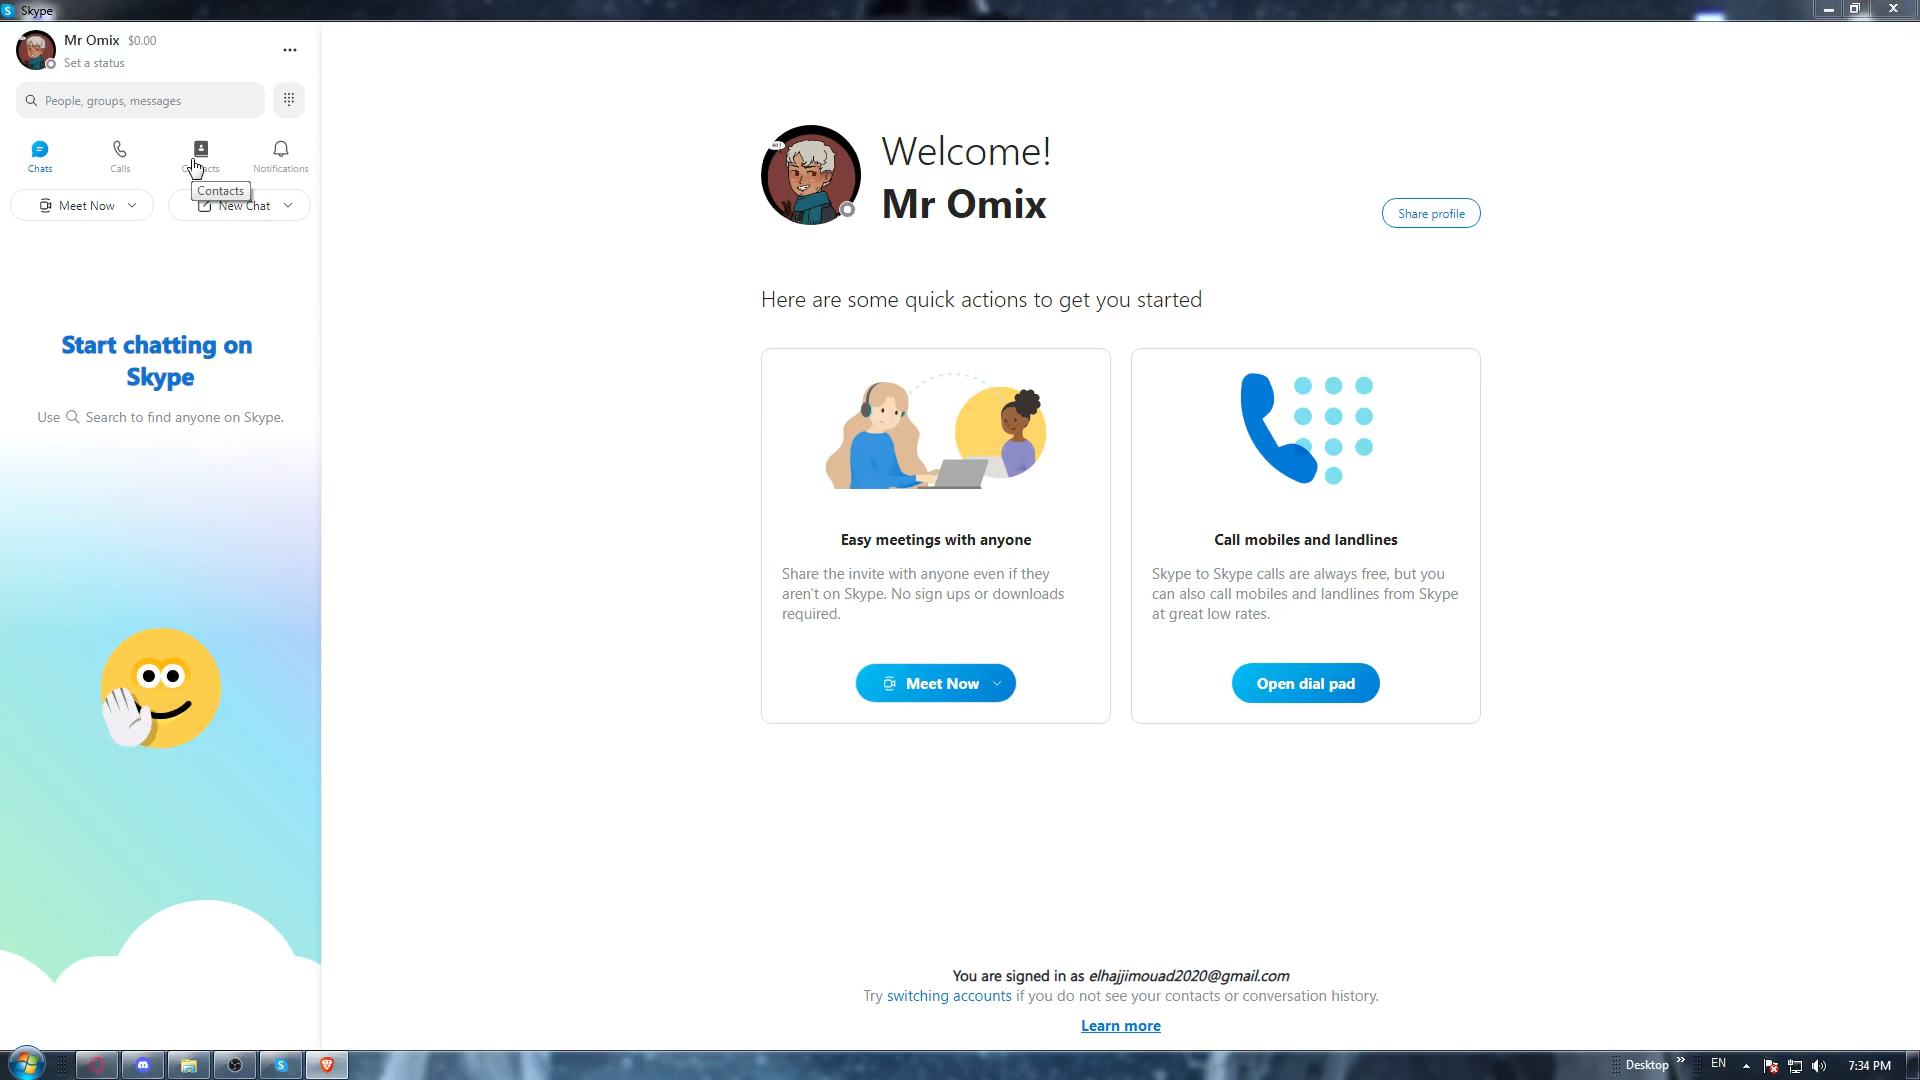 Skype
Mr Omix $0.00
Set a status
People, groups, messages
Chats
Calls
Notifications
Contacts
Meet Now
New Chat
Start chatting on
Skype
Use Search to find anyone on Skype.
Welcome!
Mr Omix
Share profile
Here are some quick actions to get you started
Easy meetings with anyone
Share the invite with anyone even if they
aren't on Skype. No sign ups or downloads
required.
Meet Now
Call mobiles and landlines
Skype to Skype calls are always free, but you
can also call mobiles and landlines from Skype
at great low rates.
Open dial pad
You are signed in as elhajjimouad2020@gmail.com
Try switching accounts if you do not see your contacts or conversation history.
Learn more
Desktop
EN
7:34 PM